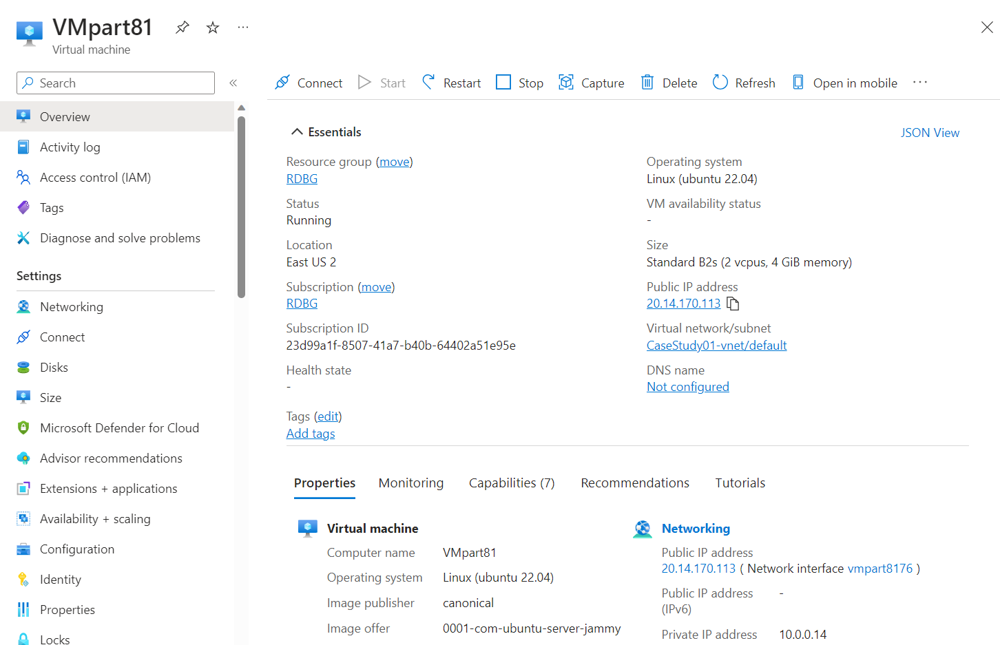 VMpart81
Virtual machine
Search
Overview
Activity log
Access control (IAM)
Tags
Diagnose and solve problems
Settings
Networking
Connect
Disks
Size
Microsoft Defender for Cloud
Advisor recommendations
Extensions + applications
Availability + scaling
Configuration
Identity
Properties
Locks
Connect Start Restart Stop Capture Delete Refresh Open in mobile
Essentials JSON View
Resource group (move)
RDBG
Status
Running
Location
East US 2
Subscription (move)
RDBG
Subscription ID
23d99a1f-8507-41a7-b40b-64402a51e95e
Health state
-
Operating system
Linux (ubuntu 22.04)
VM availability status
-
Size
Standard B2s (2 vcpus, 4 GiB memory)
Public IP address
20.14.170.113
Virtual network/subnet
CaseStudy01-vnet/default
DNS name
Not configured
Tags (edit)
Add tags
Properties Monitoring Capabilities (7) Recommendations Tutorials
Virtual machine
Computer name VMpart81
Operating system Linux (ubuntu 22.04)
Image publisher canonical
Image offer 0001-com-ubuntu-server-jammy
Networking
Public IP address
20.14.170.113 ( Network interface vmpart8176 )
Public IP address -
(IPv6)
Private IP address 10.0.0.14